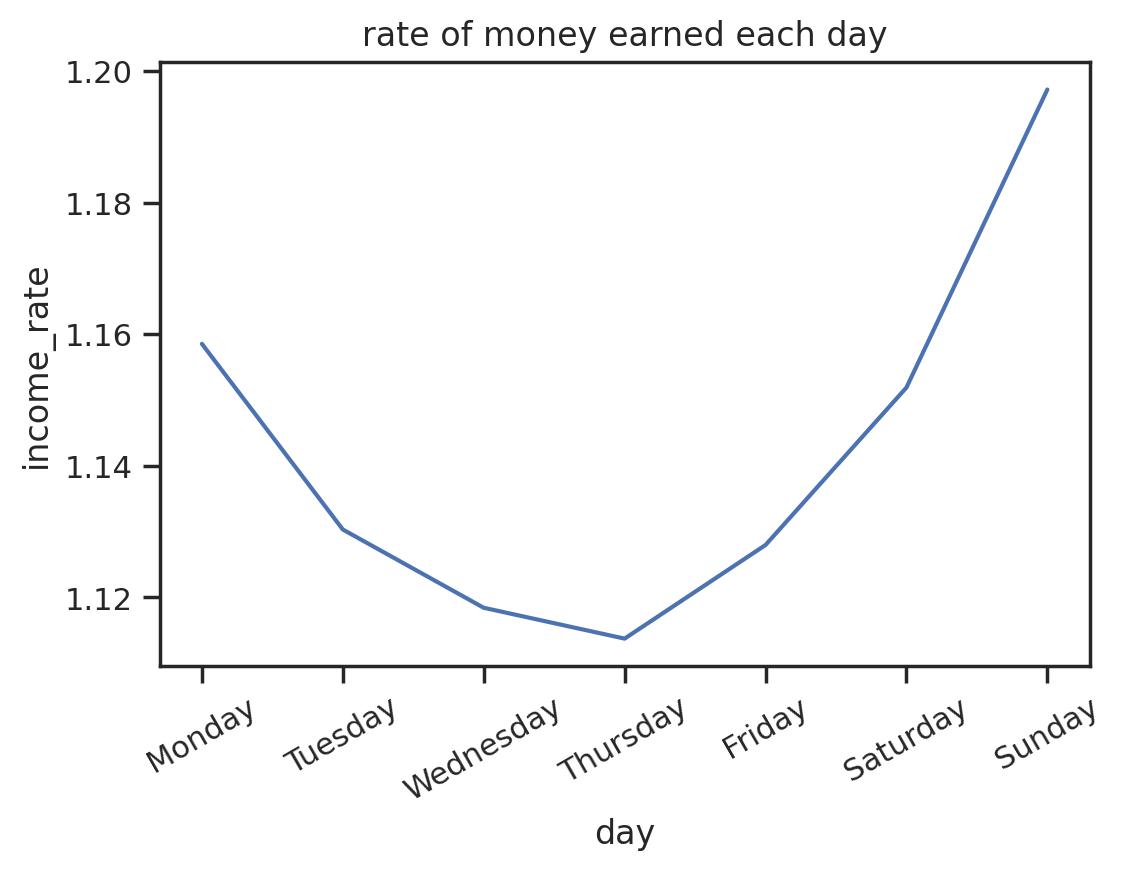 rate of money earned each day
income_rate
1.20
1.18
1.16
1.14
1.12
Monday
Tuesday
Wednesday
Thursday
Friday
Saturday
Sunday
day